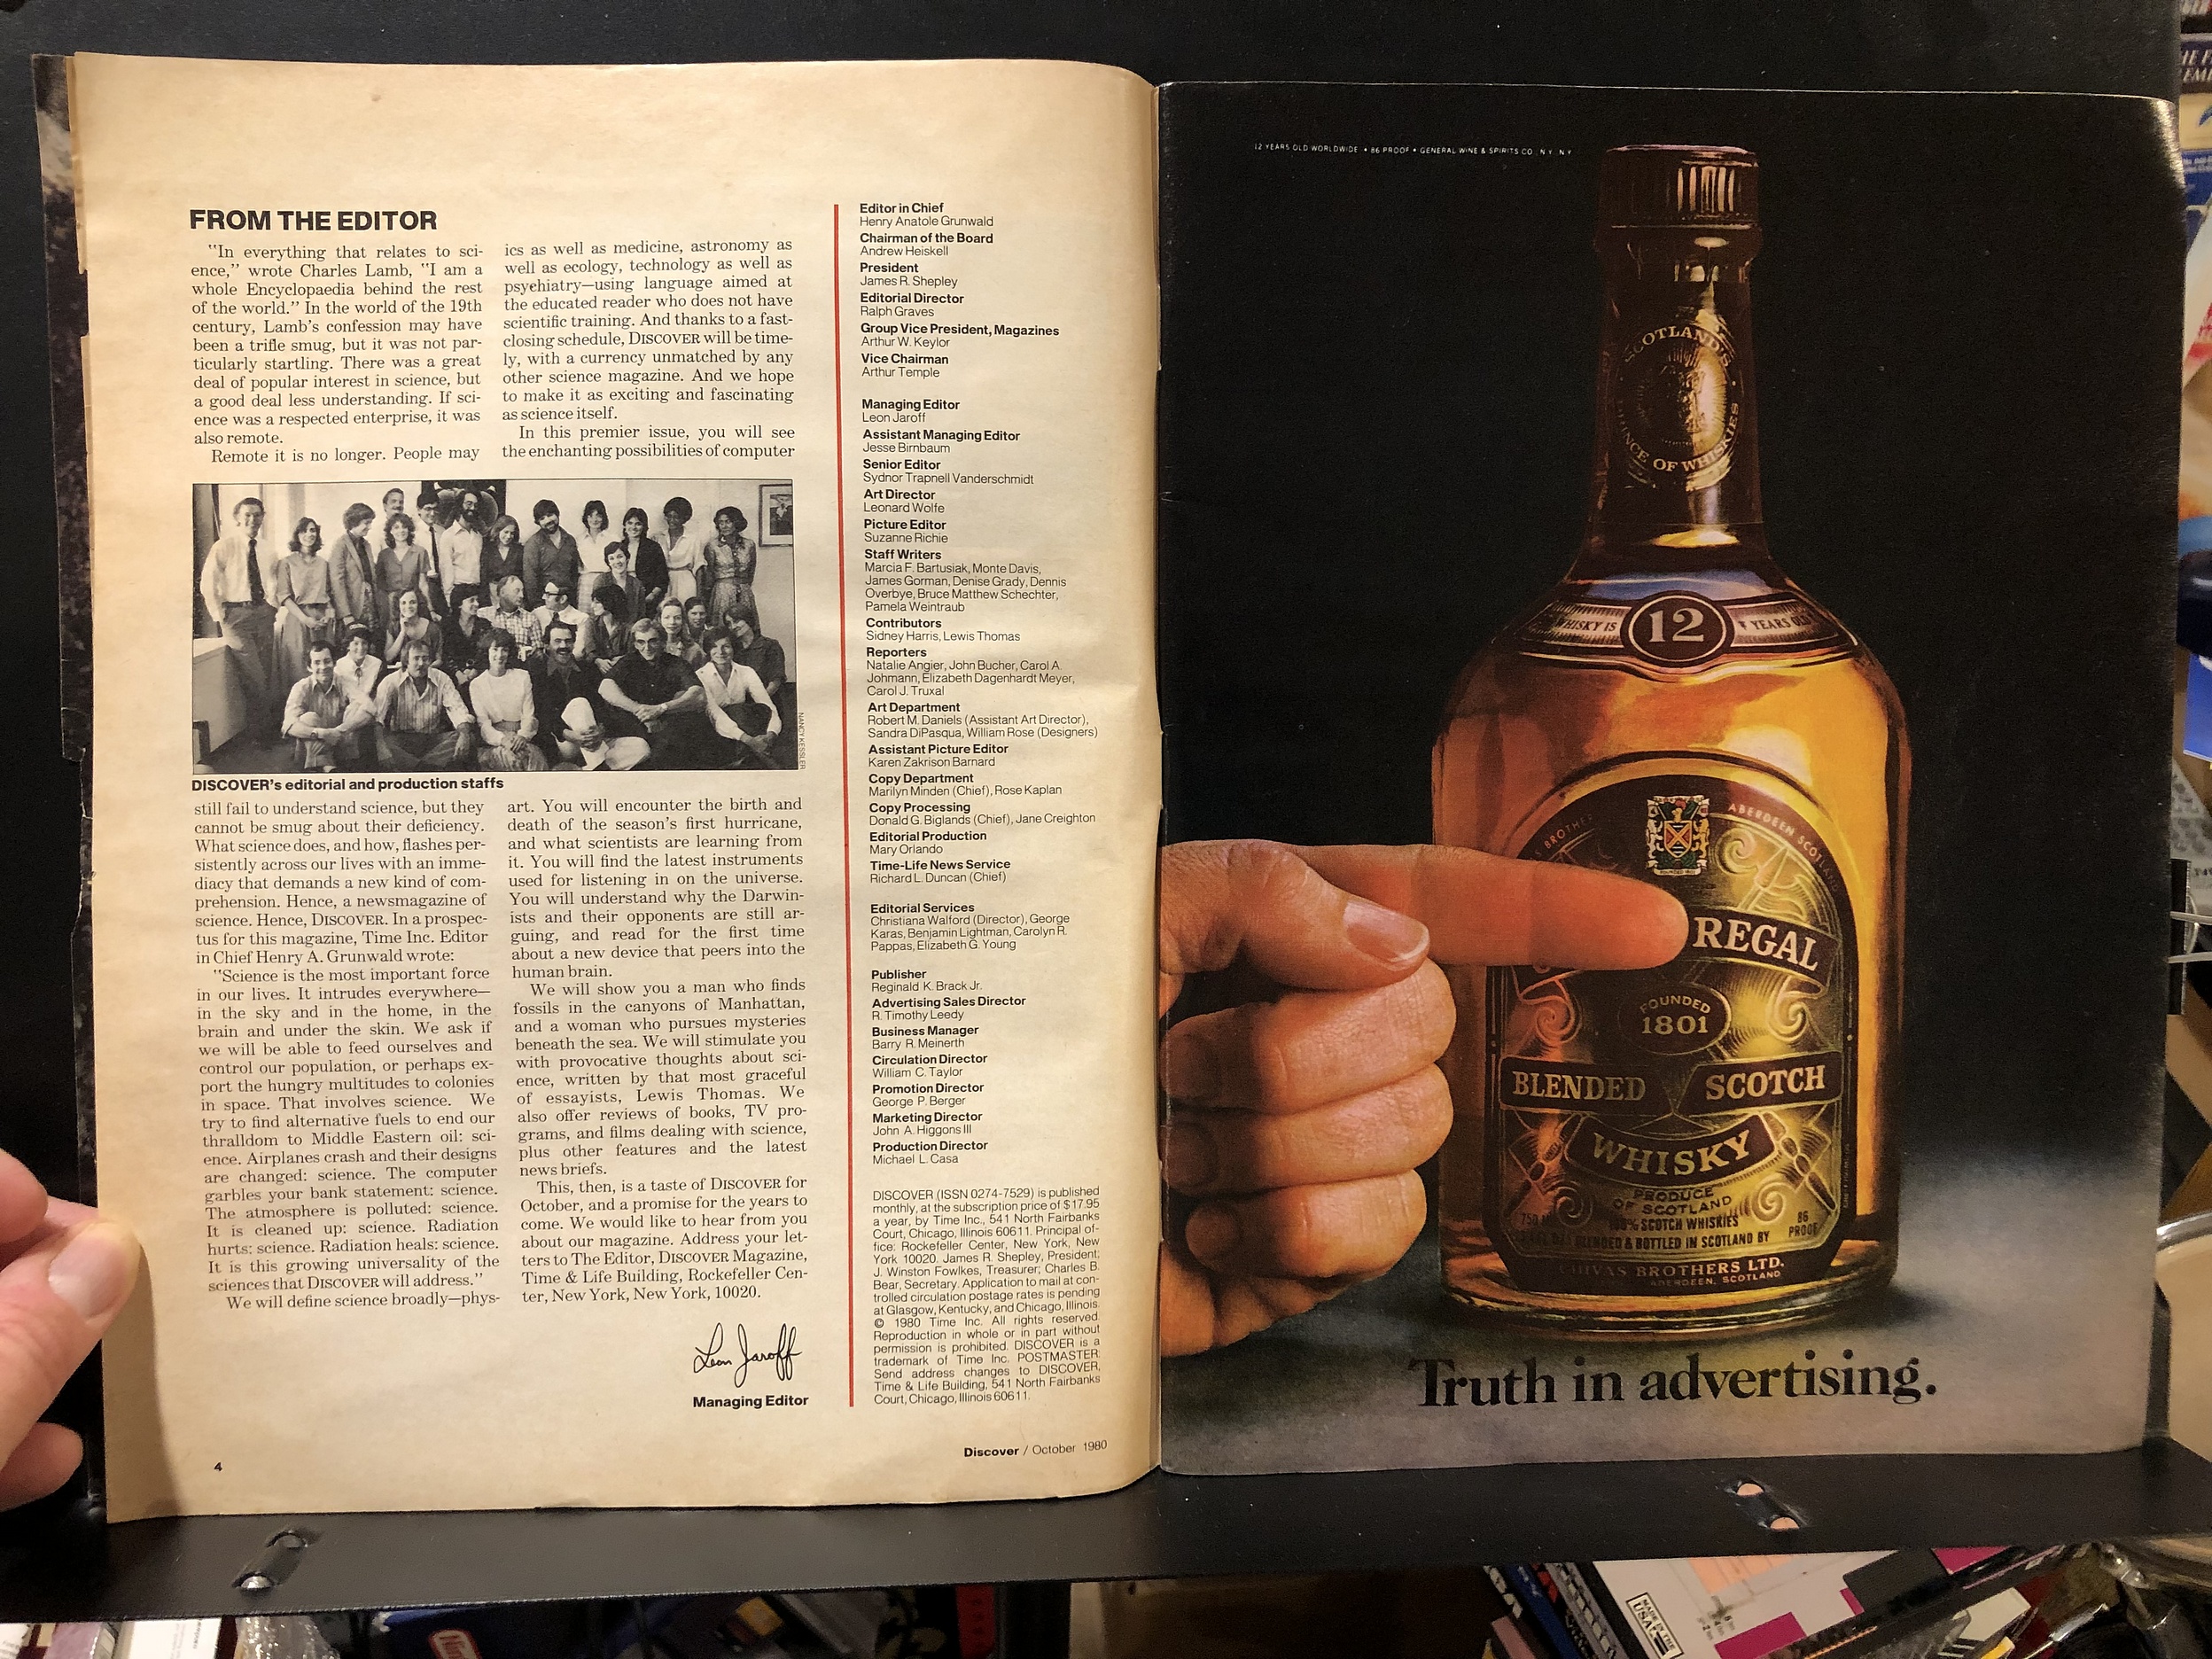 FROM THE EDITOR
"In everything that relates to sci-
ence," wrote Charles Lamb, "I am a
whole Encyclopaedia behind the rest
of the world." In the world of the 19th
century, Lamb's confession may have
been a trifle smug, but it was not par-
ticularly startling. There was a great
deal of popular interest in science, but
a good deal less understanding. If sci-
ence was a respected enterprise, it was
also remote.
Remote it is no longer. People may
DISCOVER's editorial and production staffs
NANCY KESSLER
still fail to understand science, but they
cannot be smug about their deficiency.
What science does, and how, flashes per-
sistently across our lives with an imme-
diacy that demands a new kind of com-
prehension. Hence, a newsmagazine of
science. Hence, DISCOVER. In a prospec-
tus for this magazine, Time Inc. Editor
in Chief Henry A. Grunwald wrote:
"Science is the most important force
in our lives. It intrudes everywhere—
in the sky and in the home, in the
brain and under the skin. We ask if
we will be able to feed ourselves and
control our population, or perhaps ex-
port the hungry multitudes to colonies
in space. That involves science. We
try to find alternative fuels to end our
thralldom to Middle Eastern oil: sci-
ence. Airplanes crash and their designs
are changed: science. The computer
garbles your bank statement: science.
The atmosphere is polluted: science.
It is cleaned up: science. Radiation
hurts: science. Radiation heals: science.
It is this growing universality of the
sciences that DISCOVER will address."
We will define science broadly—phys-
ics as well as medicine, astronomy as
well as ecology, technology as well as
psychiatry—using language aimed at
the educated reader who does not have
scientific training. And thanks to a fast-
closing schedule, DISCOVER will be time-
ly, with a currency unmatched by any
other science magazine. And we hope
to make it as exciting and fascinating
as science itself.
In this premier issue, you will see
the enchanting possibilities of computer
art. You will encounter the birth and
death of the season's first hurricane,
and what scientists are learning from
it. You will find the latest instruments
used for listening in on the universe.
You will understand why the Darwin-
ists and their opponents are still ar-
guing, and read for the first time
about a new device that peers into the
human brain.
We will show you a man who finds
fossils in the canyons of Manhattan,
and a woman who pursues mysteries
beneath the sea. We will stimulate you
with provocative thoughts about sci-
ence, written by that most graceful
of essayists, Lewis Thomas. We
also offer reviews of books, TV pro-
grams, and films dealing with science,
plus other features and the latest
news briefs.
This, then, is a taste of DISCOVER for
October, and a promise for the years to
come. We would like to hear from you
about our magazine. Address your let-
ters to The Editor, DISCOVER Magazine,
Time & Life Building, Rockefeller Cen-
ter, New York, New York, 10020.
Leon Jaroff
Managing Editor
4
Editor in Chief
Henry Anatole Grunwald
Chairman of the Board
Andrew Heiskell
President
James R. Shepley
Editorial Director
Ralph Graves
Group Vice President, Magazines
Arthur W. Keylor
Vice Chairman
Arthur Temple
Managing Editor
Leon Jaroff
Assistant Managing Editor
Jesse Birnbaum
Senior Editor
Sydnor Trapnell Vanderschmidt
Art Director
Leonard Wolfe
Picture Editor
Suzanne Richie
Staff Writers
Marcia F. Bartusiak, Monte Davis,
James Gorman, Denise Grady, Dennis
Overbye, Bruce Matthew Schechter,
Pamela Weintraub
Contributors
Sidney Harris, Lewis Thomas
Reporters
Natalie Angier, John Bucher, Carol A.
Johmann, Elizabeth Dagenhardt Meyer,
Carol J. Truxal
Art Department
Robert M. Daniels (Assistant Art Director),
Sandra DiPasqua, William Rose (Designers)
Assistant Picture Editor
Karen Zakrison Barnard
Copy Department
Marilyn Minden (Chief), Rose Kaplan
Copy Processing
Donald G. Biglands (Chief), Jane Creighton
Editorial Production
Mary Orlando
Time-Life News Service
Richard L. Duncan (Chief)
Editorial Services
Christiana Walford (Director), George
Karas, Benjamin Lightman, Carolyn R.
Pappas, Elizabeth G. Young
Publisher
Reginald K. Brack Jr.
Advertising Sales Director
R. Timothy Leedy
Business Manager
Barry R. Meinerth
Circulation Director
William C. Taylor
Promotion Director
George P. Berger
Marketing Director
John A. Higgons III
Production Director
Michael L. Casa
DISCOVER (ISSN 0274-7529) is published
monthly, at the subscription price of $17.95
a year, by Time Inc., 541 North Fairbanks
Court, Chicago, Illinois 60611. Principal of-
fice: Rockefeller Center, New York, New
York 10020. James R. Shepley, President;
J. Winston Fowlkes, Treasurer; Charles B.
Bear, Secretary. Application to mail at con-
trolled circulation postage rates is pending
at Glasgow, Kentucky, and Chicago, Illinois.
© 1980 Time Inc. All rights reserved.
Reproduction in whole or in part without
permission is prohibited. DISCOVER is a
trademark of Time Inc. POSTMASTER:
Send address changes to DISCOVER,
Time & Life Building, 541 North Fairbanks
Court, Chicago, Illinois 60611.
Discover / October 1980
12 YEARS OLD WORLDWIDE • 86 PROOF • GENERAL WINE & SPIRITS CO., N.Y., N.Y.
SCOTLAND'S
PRINCE OF WHISKIES
WHISKY IS 12 YEARS OLD
ABERDEEN SCOTLAND
REGAL
FOUNDED
1801
BLENDED SCOTCH
WHISKY
PRODUCE
OF SCOTLAND
100% SCOTCH WHISKIES
86
PROOF
BLENDED & BOTTLED IN SCOTLAND BY
CHIVAS BROTHERS LTD.
ABERDEEN, SCOTLAND
Truth in advertising.
MADE IN THE
USA